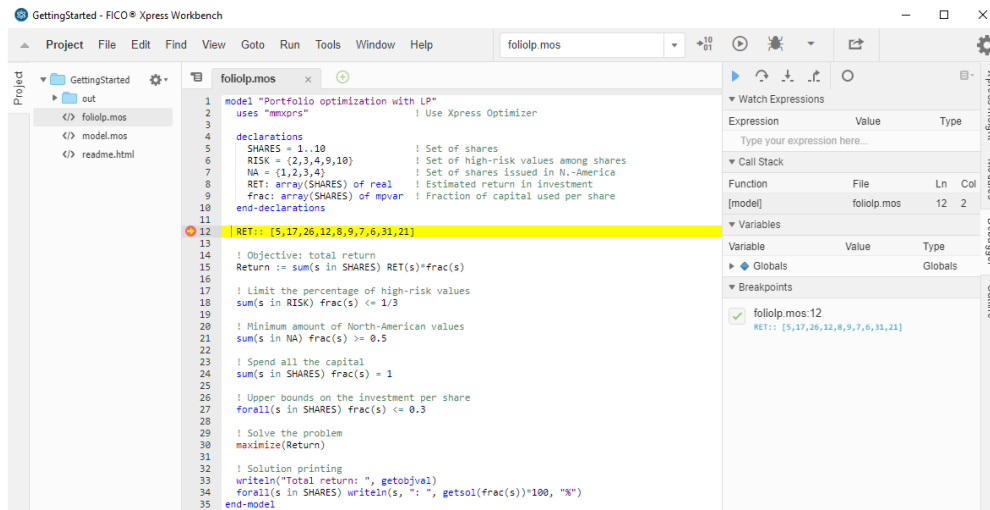 GettingStarted - FICO® Xpress Workbench
Project File Edit Find View Goto Run Tools Window Help foliolp.mos
Project
GettingStarted
out
foliolp.mos
model.mos
readme.html
foliolp.mos
1 model "Portfolio optimization with LP"
2 uses "mmxprs" ! Use Xpress Optimizer
3
4 declarations
5 SHARES = 1..10 ! Set of shares
6 RISK = {2,3,4,9,10} ! Set of high-risk values among shares
7 NA = {1,2,3,4} ! Set of shares issued in N.-America
8 RET: array(SHARES) of real ! Estimated return in investment
9 frac: array(SHARES) of mpvar ! Fraction of capital used per share
10 end-declarations
11
12 RET:: [5,17,26,12,8,9,7,6,31,21]
13
14 ! Objective: total return
15 Return := sum(s in SHARES) RET(s)*frac(s)
16
17 ! Limit the percentage of high-risk values
18 sum(s in RISK) frac(s) <= 1/3
19
20 ! Minimum amount of North-American values
21 sum(s in NA) frac(s) >= 0.5
22
23 ! Spend all the capital
24 sum(s in SHARES) frac(s) = 1
25
26 ! Upper bounds on the investment per share
27 forall(s in SHARES) frac(s) <= 0.3
28
29 ! Solve the problem
30 maximize(Return)
31
32 ! Solution printing
33 writeln("Total return: ", getobjval)
34 forall(s in SHARES) writeln(s, ": ", getsol(frac(s))*100, "%")
35 end-model
Watch Expressions
Expression Value Type
Type your expression here...
Call Stack
Function File Ln Col
[model] foliolp.mos 12 2
Variables
Variable Value Type
Globals Globals
Breakpoints
foliolp.mos:12
RET:: [5,17,26,12,8,9,7,6,31,21]